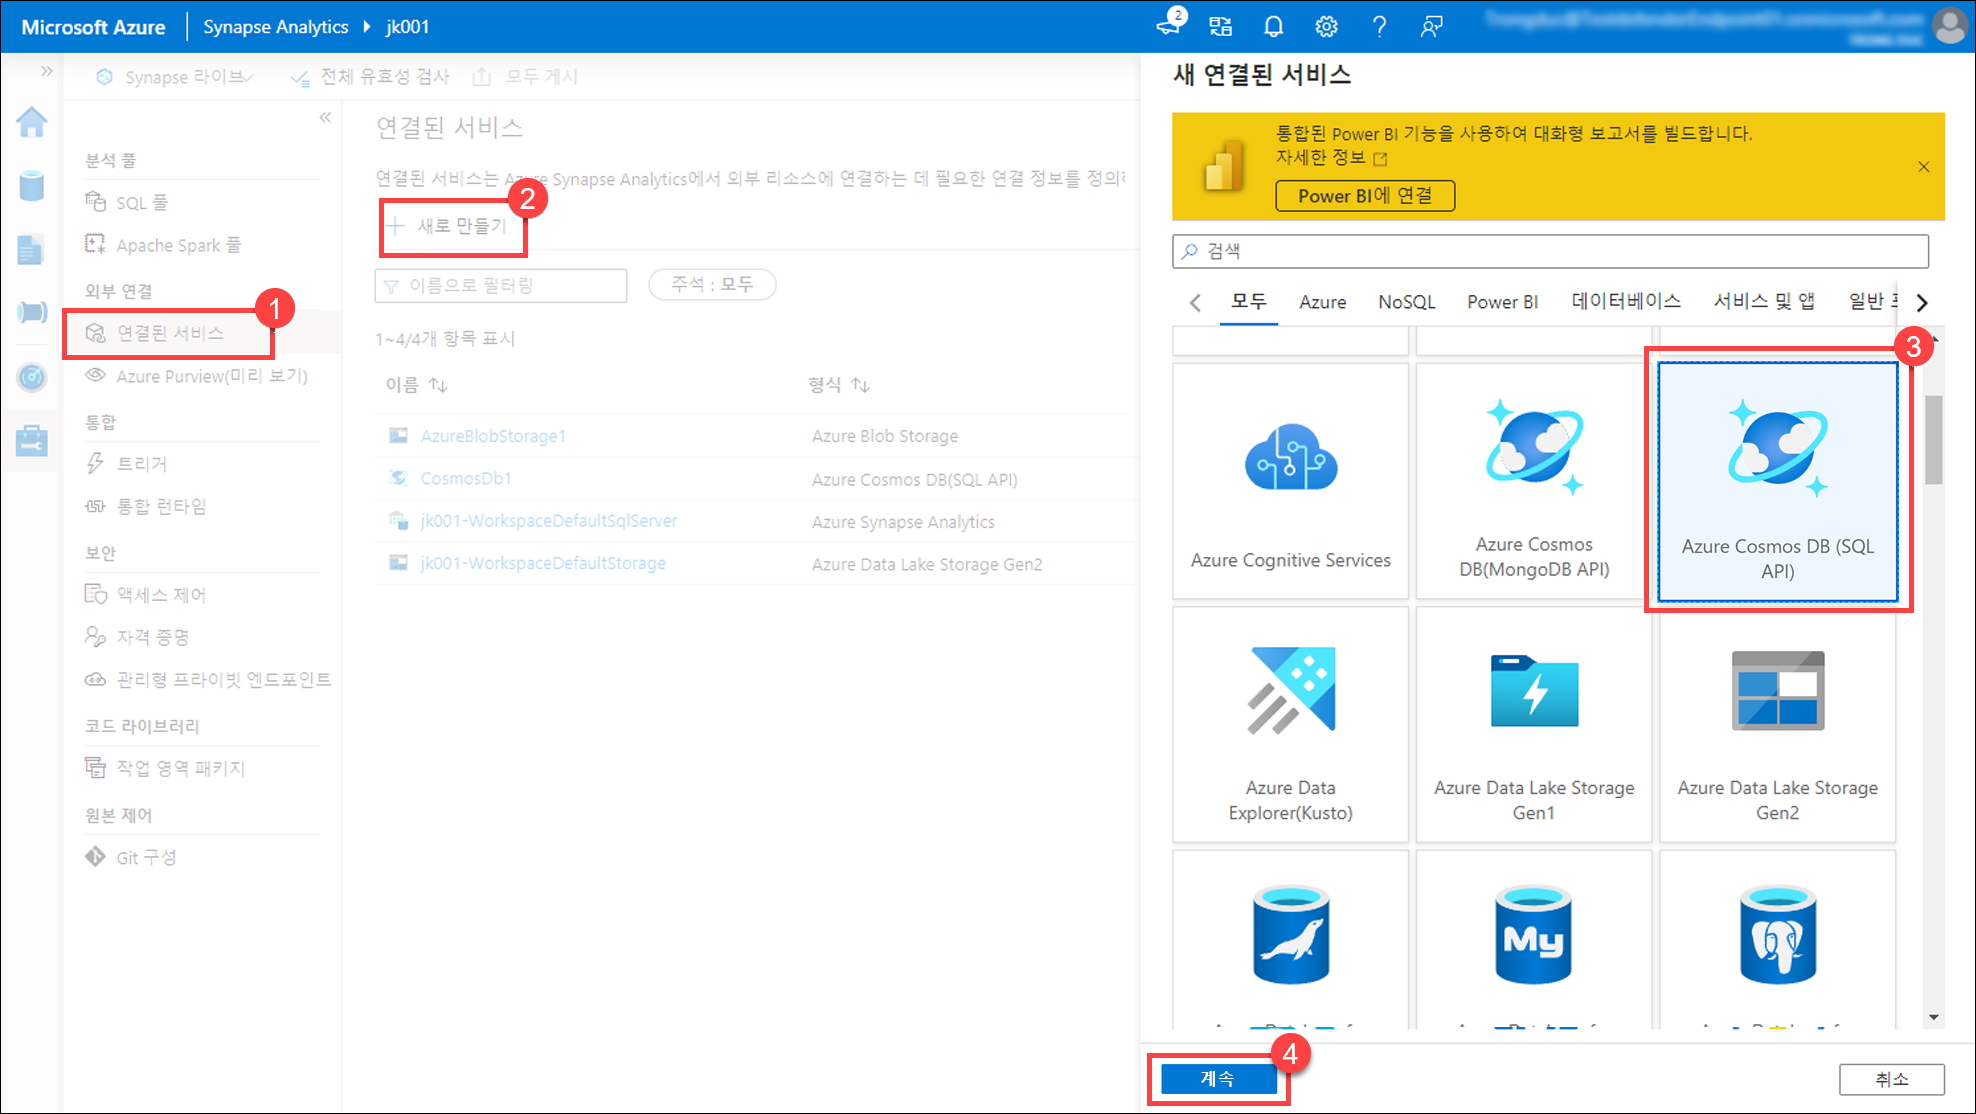 Microsoft Azure
Synapse Analytics
jk001
2
Synapse 라이브
전체 유효성 검사
모두 게시
분석 풀
SQL 풀
Apache Spark 풀
외부 연결
1
연결된 서비스
Azure Purview(미리 보기)
통합
트리거
통합 런타임
보안
액세스 제어
자격 증명
관리형 프라이빗 엔드포인트
코드 라이브러리
작업 영역 패키지
원본 제어
Git 구성
연결된 서비스
연결된 서비스는 Azure Synapse Analytics에서 외부 리소스에 연결하는 데 필요한 연결 정보를 정의
2
새로 만들기
이름으로 필터링
주석 : 모두
1~4/4개 항목 표시
이름
형식
AzureBlobStorage1
Azure Blob Storage
CosmosDb1
Azure Cosmos DB(SQL API)
jk001-WorkspaceDefaultSqlServer
Azure Synapse Analytics
jk001-WorkspaceDefaultStorage
Azure Data Lake Storage Gen2
새 연결된 서비스
통합된 Power BI 기능을 사용하여 대화형 보고서를 빌드합니다.
자세한 정보
Power BI에 연결
검색
모두
Azure
NoSQL
Power BI
데이터베이스
서비스 및 앱
일반
3
Azure Cognitive Services
Azure Cosmos
DB(MongoDB API)
Azure Cosmos DB (SQL
API)
Azure Data
Explorer(Kusto)
Azure Data Lake Storage
Gen1
Azure Data Lake Storage
Gen2
My
4
계속
취소